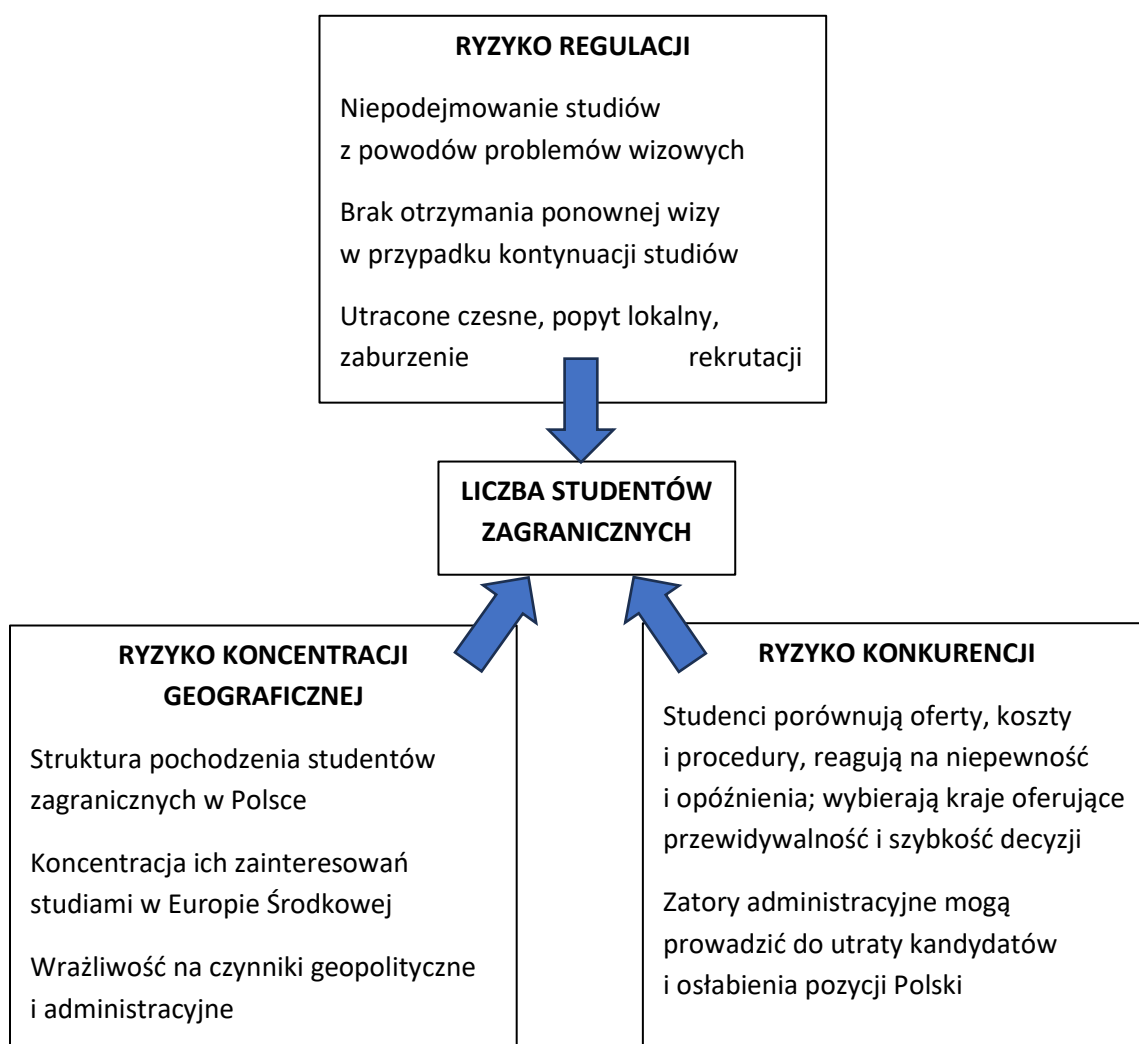 RYZYKO REGULACJI
Niepodejmowanie studiów
z powodów problemów wizowych
Brak otrzymania ponownej wizy
w przypadku kontynuacji studiów
Utracone czesne, popyt lokalny,
zaburzenie rekrutacji
LICZBA STUDENTÓW
ZAGRANICZNYCH
RYZYKO KONCENTRACJI
GEOGRAFICZNEJ
Struktura pochodzenia studentów
zagranicznych w Polsce
Koncentracja ich zainteresowań
studiami w Europie Środkowej
Wrażliwość na czynniki geopolityczne
i administracyjne
RYZYKO KONKURENCJI
Studenci porównują oferty, koszty
i procedury, reagują na niepewność
i opóźnienia; wybierają kraje oferujące
przewidywalność i szybkość decyzji
Zatory administracyjne mogą
prowadzić do utraty kandydatów
i osłabienia pozycji Polski